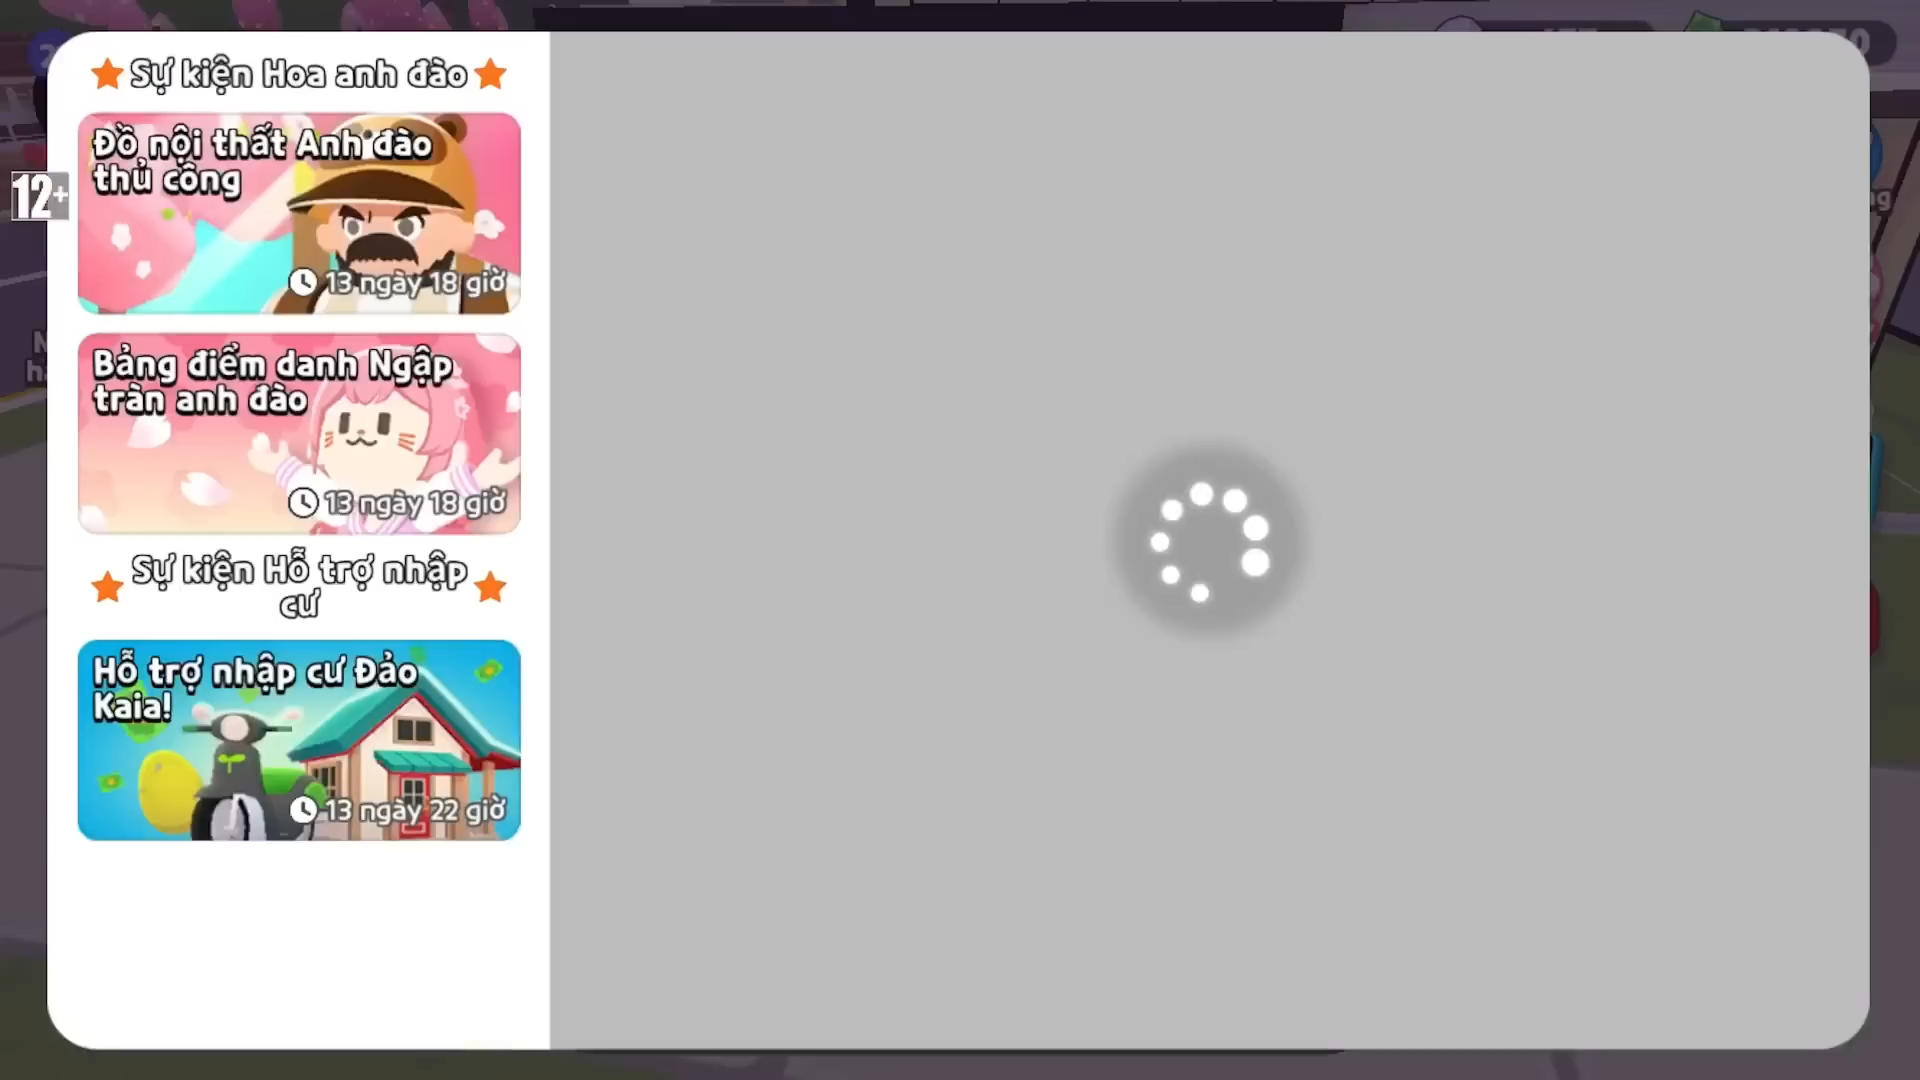 Sự kiện Hoa anh đào
Đồ nội thất Anh đào
thủ công
12+
13 ngày 18 giờ
Bảng điểm danh Ngập
tràn anh đào
13 ngày 18 giờ
Sự kiện Hỗ trợ nhập
cư
Hỗ trợ nhập cư Đảo
Kaia!
13 ngày 22 giờ